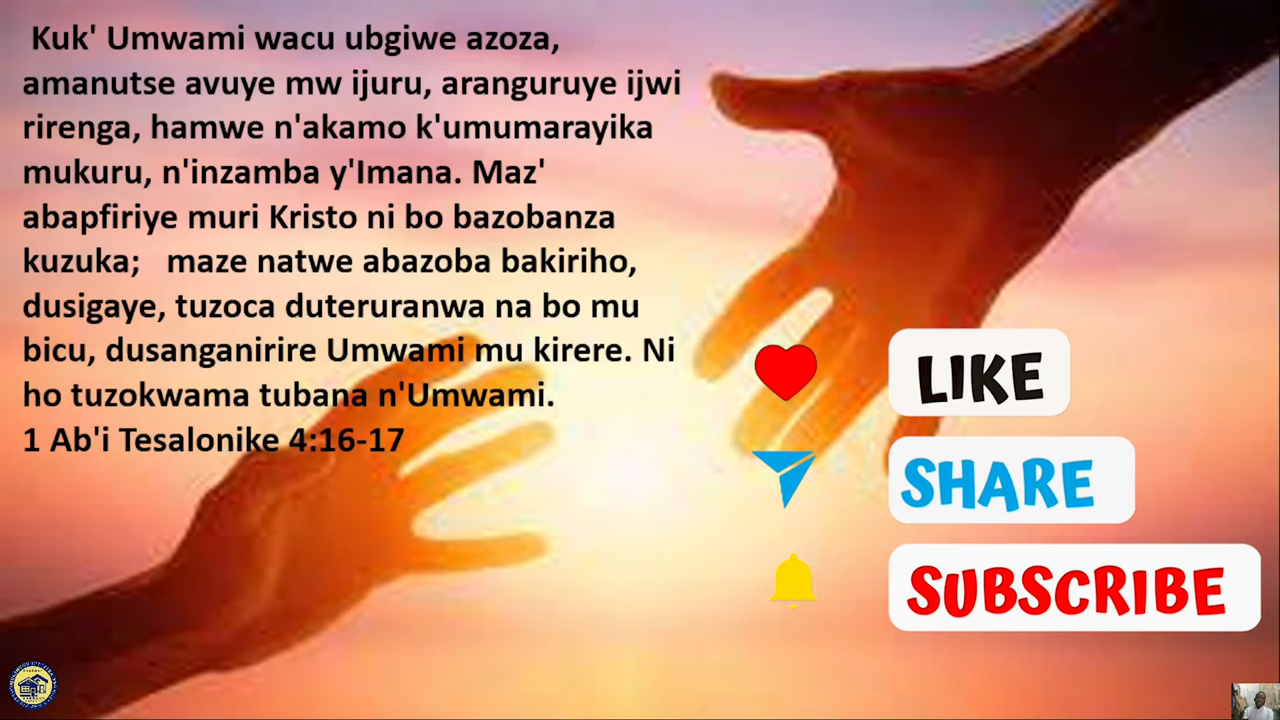 Kuk' Umwami wacu ubgiwe azoza,
amanutse avuye mw ijuru, aranguruye ijwi
rirenga, hamwe n'akamo k'umumarayika
mukuru, n'inzamba y'Imana. Maz'
abapfiriye muri Kristo ni bo bazobanza
kuzuka; maze natwe abazoba bakiriho,
dusigaye, tuzoca duteruranwa na bo mu
bicu, dusanganirire Umwami mu kirere. Ni
ho tuzokwama tubana n'Umwami.
1 Ab'i Tesalonike 4:16-17
LIKE
SHARE
SUBSCRIBE